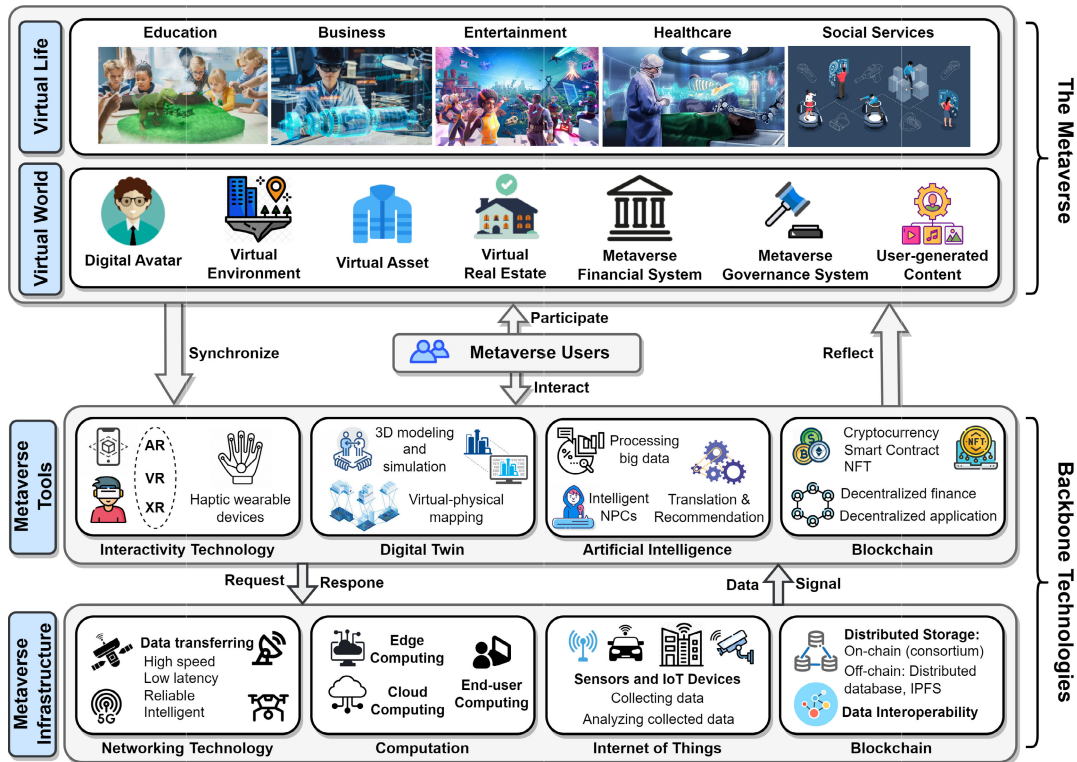 Virtual Life
Education
Business
Entertainment
Healthcare
Social Services
The Metaverse
Virtual World
Digital Avatar
Virtual
Environment
Virtual Asset
Virtual
Real Estate
Metaverse
Financial System
Metaverse
Governance System
User-generated
Content
Synchronize
Participate
Metaverse Users
Interact
Reflect
Metaverse
Tools
AR
VR
XR
Haptic wearable
devices
Interactivity Technology
3D modeling
and
simulation
Virtual-physical
mapping
Digital Twin
%
Processing
big data
Intelligent
NPCs
Translation &
Recommendation
Artificial Intelligence
Cryptocurrency
Smart Contract
NFT
NFT
Decentralized finance
Decentralized application
Blockchain
Backbone Technologies
Request
Respone
Data
Signal
Metaverse
Infrastructure
Data transferring
High speed
Low latency
Reliable
Intelligent
5G
Networking Technology
Edge
Computing
Cloud
Computing
End-user
Computing
Computation
Sensors and IoT Devices
Collecting data
Analyzing collected data
Internet of Things
Distributed Storage:
On-chain (consortium)
Off-chain: Distributed
database, IPFS
Data Interoperability
Blockchain